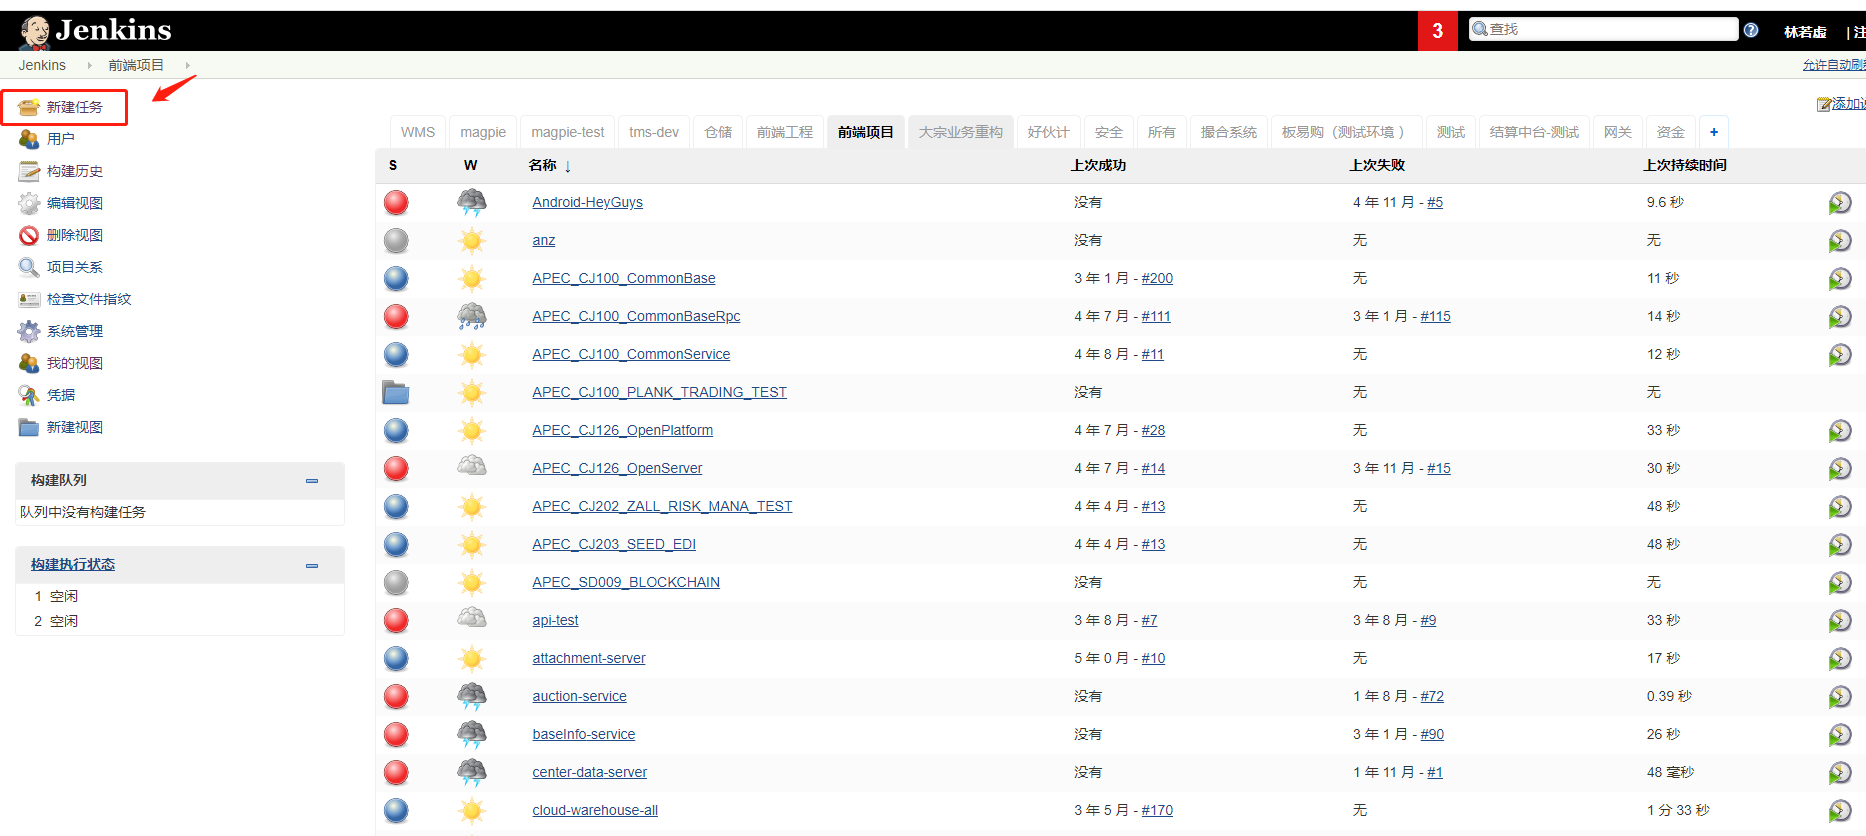 Jenkins
3
查找
林若虚
|
Jenkins
前端项目
允许自动刷
新建任务
添加
用户
构建历史
编辑视图
删除视图
项目关系
检查文件指纹
系统管理
我的视图
凭据
新建视图
构建队列
队列中没有构建任务
构建执行状态
1 空闲
2 空闲
WMS magpie magpie-test tms-dev 仓储 前端工程 前端项目 大宗业务重构 好伙计 安全 所有 撮合系统 板易购（测试环境 ） 测试 结算中台-测试 网关 资金 +
S W 名称 ↓ 上次成功 上次失败 上次持续时间
Android-HeyGuys 没有 4 年 11 月 - #5 9.6 秒
anz 没有 无 无
APEC_CJ100_CommonBase 3 年 1 月 - #200 无 11 秒
APEC_CJ100_CommonBaseRpc 4 年 7 月 - #111 3 年 1 月 - #115 14 秒
APEC_CJ100_CommonService 4 年 8 月 - #11 无 12 秒
APEC_CJ100_PLANK_TRADING_TEST 没有 无 无
APEC_CJ126_OpenPlatform 4 年 7 月 - #28 无 33 秒
APEC_CJ126_OpenServer 4 年 7 月 - #14 3 年 11 月 - #15 30 秒
APEC_CJ202_ZALL_RISK_MANA_TEST 4 年 4 月 - #13 无 48 秒
APEC_CJ203_SEED_EDI 4 年 4 月 - #13 无 48 秒
APEC_SD009_BLOCKCHAIN 没有 无 无
api-test 3 年 8 月 - #7 3 年 8 月 - #9 33 秒
attachment-server 5 年 0 月 - #10 无 17 秒
auction-service 没有 1 年 8 月 - #72 0.39 秒
baseInfo-service 没有 3 年 1 月 - #90 26 秒
center-data-server 没有 1 年 11 月 - #1 48 毫秒
cloud-warehouse-all 3 年 5 月 - #170 无 1 分 33 秒